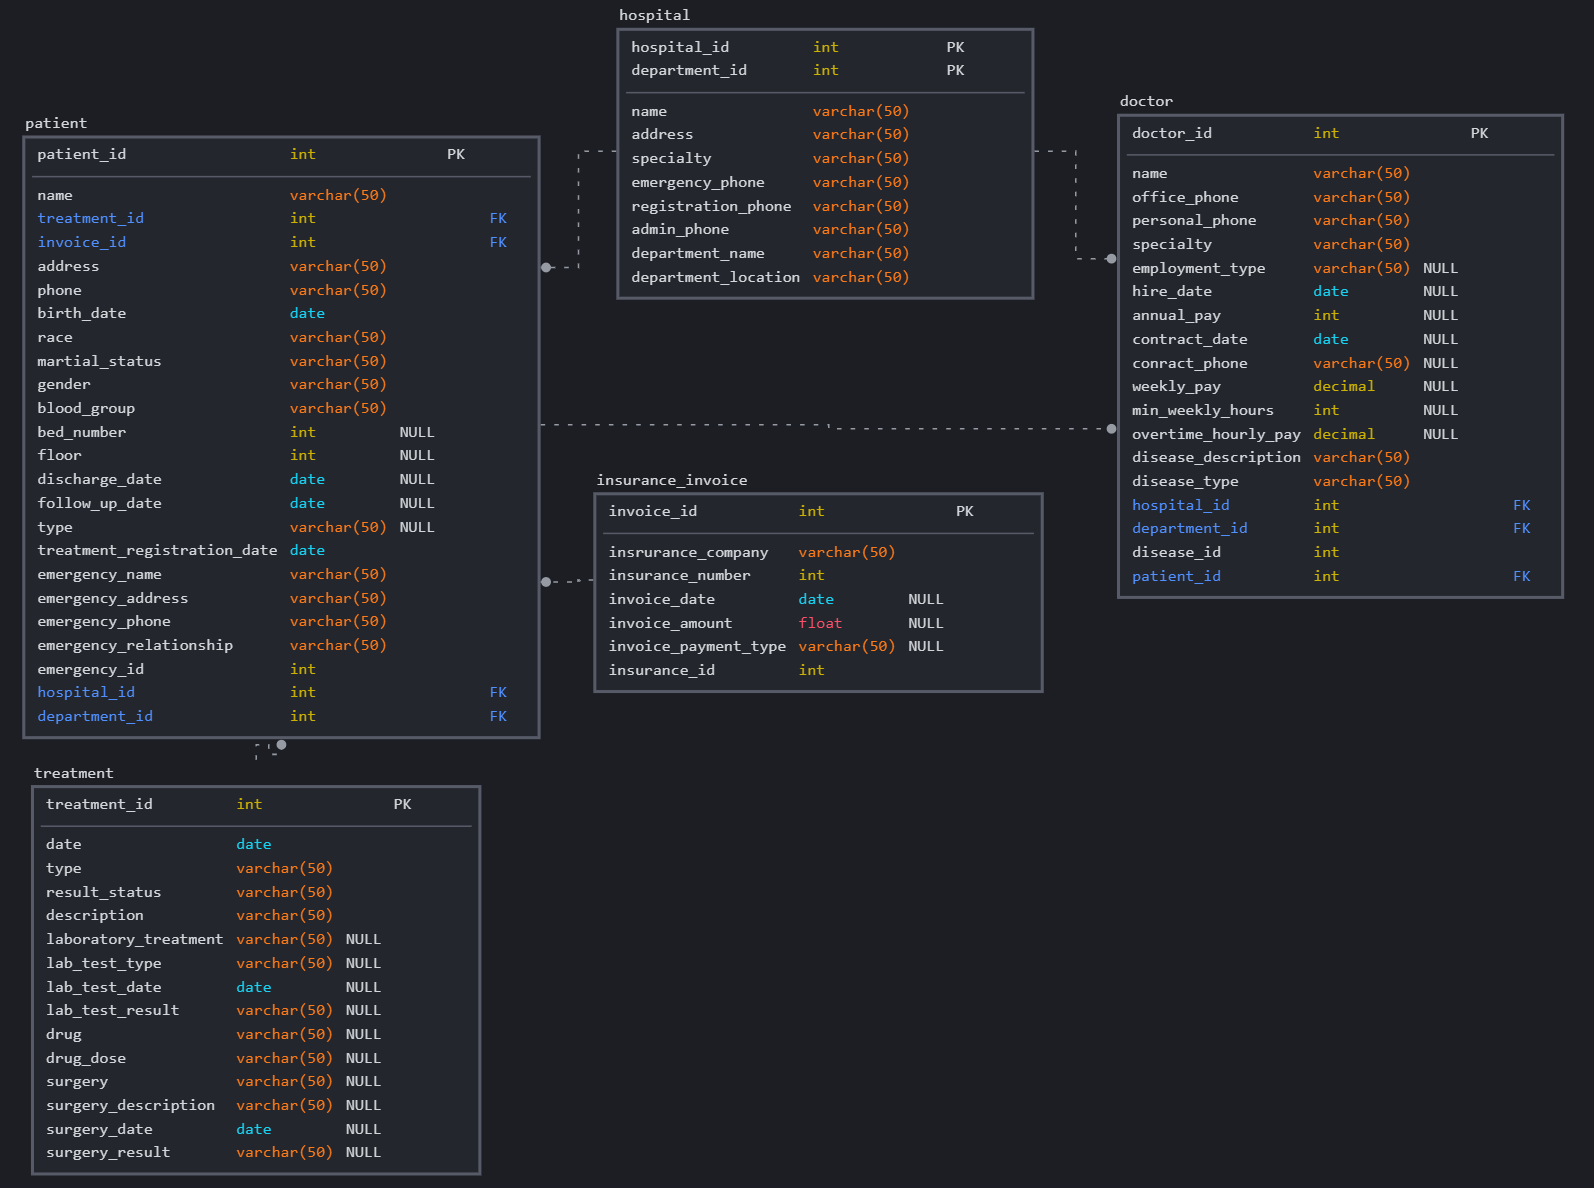 hospital
hospital_id int PK
department_id int PK
name varchar(50)
address varchar(50)
specialty varchar(50)
emergency_phone varchar(50)
registration_phone varchar(50)
admin_phone varchar(50)
department_name varchar(50)
department_location varchar(50)
doctor
doctor_id int PK
name varchar(50)
office_phone varchar(50)
personal_phone varchar(50)
specialty varchar(50)
employment_type varchar(50) NULL
hire_date date NULL
annual_pay int NULL
contract_date date NULL
conract_phone varchar(50) NULL
weekly_pay decimal NULL
min_weekly_hours int NULL
overtime_hourly_pay decimal NULL
disease_description varchar(50)
disease_type varchar(50)
hospital_id int FK
department_id int FK
disease_id int
patient_id int FK
patient
patient_id int PK
name varchar(50)
treatment_id int FK
invoice_id int FK
address varchar(50)
phone varchar(50)
birth_date date
race varchar(50)
martial_status varchar(50)
gender varchar(50)
blood_group varchar(50)
bed_number int NULL
floor int NULL
discharge_date date NULL
follow_up_date date NULL
type varchar(50) NULL
treatment_registration_date date
emergency_name varchar(50)
emergency_address varchar(50)
emergency_phone varchar(50)
emergency_relationship varchar(50)
emergency_id int
hospital_id int FK
department_id int FK
insurance_invoice
invoice_id int PK
insrurance_company varchar(50)
insurance_number int
invoice_date date NULL
invoice_amount float NULL
invoice_payment_type varchar(50) NULL
insurance_id int
treatment
treatment_id int PK
date date
type varchar(50)
result_status varchar(50)
description varchar(50)
laboratory_treatment varchar(50) NULL
lab_test_type varchar(50) NULL
lab_test_date date NULL
lab_test_result varchar(50) NULL
drug varchar(50) NULL
drug_dose varchar(50) NULL
surgery varchar(50) NULL
surgery_description varchar(50) NULL
surgery_date date NULL
surgery_result varchar(50) NULL